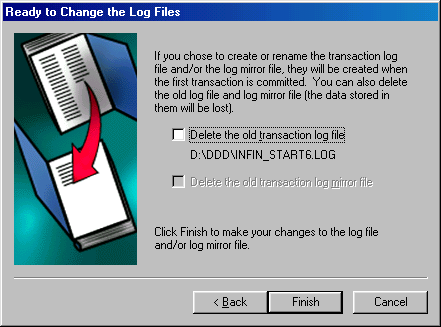 Ready to Change the Log Files
If you chose to create or rename the transaction log
file and/or the log mirror file, they will be created when
the first transaction is committed.  You can also delete
the old log file and log mirror file (the data stored in
them will be lost).
Delete the old transaction log file
D:\DDD\INFIN_START6.LOG
Delete the old transaction log mirror file
Click Finish to make your changes to the log file
and/or log mirror file.
< Back
Finish
Cancel